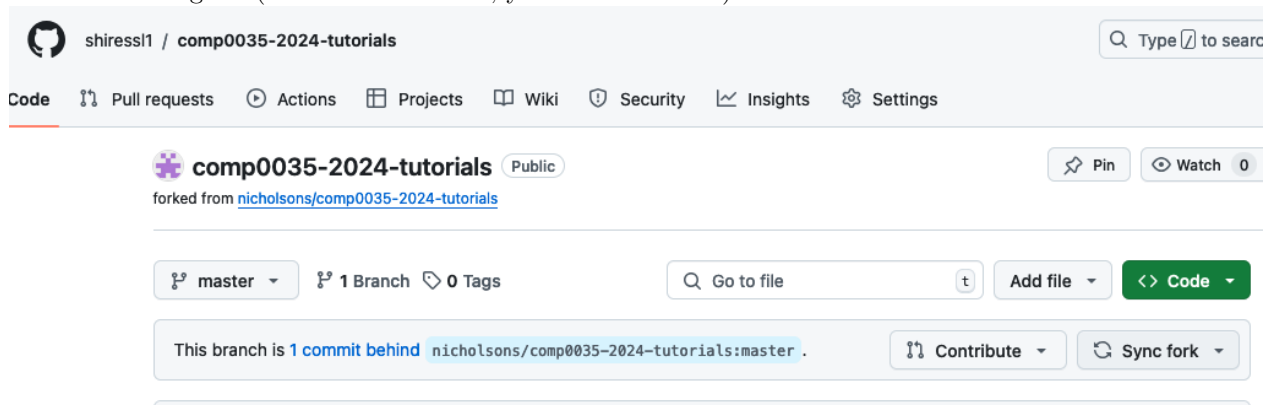 shiressl1 / comp0035-2024-tutorials
Type / to searc
Code Pull requests Actions Projects Wiki Security Insights Settings
comp0035-2024-tutorials Public
Pin Watch 0
forked from nicholsons/comp0035-2024-tutorials
master 1 Branch 0 Tags Go to file t Add file <> Code
This branch is 1 commit behind nicholsons/comp0035-2024-tutorials:master . Contribute Sync fork